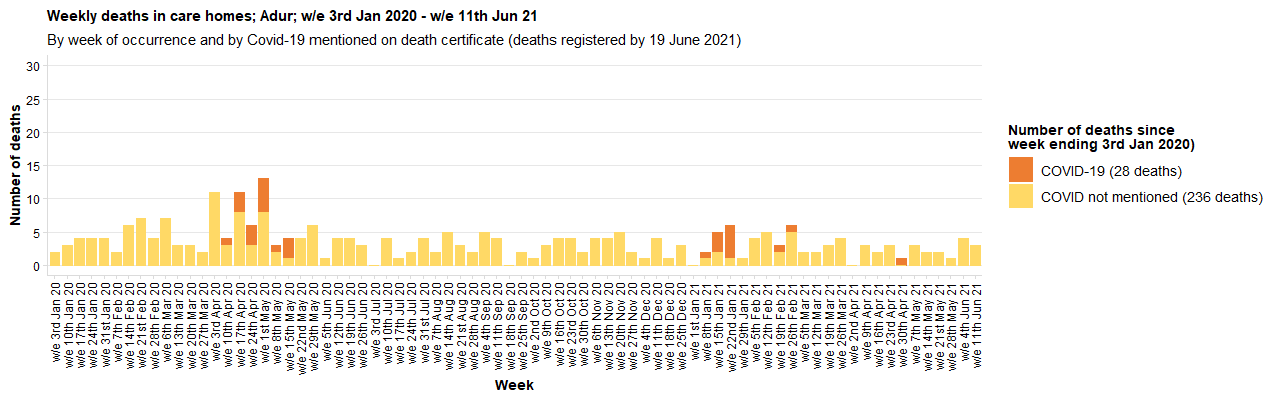 Weekly deaths in care homes; Adur; w/e 3rd Jan 2020 - w/e 11th Jun 21
By week of occurrence and by Covid-19 mentioned on death certificate (deaths registered by 19 June 2021)
Number of deaths
30
25
20
15
10
5
0
w/e 3rd Jan 20
w/e 10th Jan 20
w/e 17th Jan 20
w/e 24th Jan 20
w/e 31st Jan 20
w/e 7th Feb 20
w/e 14th Feb 20
w/e 21st Feb 20
w/e 28th Feb 20
w/e 6th Mar 20
w/e 13th Mar 20
w/e 20th Mar 20
w/e 27th Mar 20
w/e 3rd Apr 20
w/e 10th Apr 20
w/e 17th Apr 20
w/e 24th Apr 20
w/e 1st May 20
w/e 8th May 20
w/e 15th May 20
w/e 22nd May 20
w/e 29th May 20
w/e 5th Jun 20
w/e 12th Jun 20
w/e 19th Jun 20
w/e 26th Jun 20
w/e 3rd Jul 20
w/e 10th Jul 20
w/e 17th Jul 20
w/e 24th Jul 20
w/e 31st Jul 20
w/e 7th Aug 20
w/e 14th Aug 20
w/e 21st Aug 20
w/e 28th Aug 20
w/e 4th Sep 20
w/e 11th Sep 20
w/e 18th Sep 20
w/e 25th Sep 20
w/e 2nd Oct 20
w/e 9th Oct 20
w/e 16th Oct 20
w/e 23rd Oct 20
w/e 30th Oct 20
w/e 6th Nov 20
w/e 13th Nov 20
w/e 20th Nov 20
w/e 27th Nov 20
w/e 4th Dec 20
w/e 11th Dec 20
w/e 18th Dec 20
w/e 25th Dec 20
w/e 1st Jan 21
w/e 8th Jan 21
w/e 15th Jan 21
w/e 22nd Jan 21
w/e 29th Jan 21
w/e 5th Feb 21
w/e 12th Feb 21
w/e 19th Feb 21
w/e 26th Feb 21
w/e 5th Mar 21
w/e 12th Mar 21
w/e 19th Mar 21
w/e 26th Mar 21
w/e 2nd Apr 21
w/e 9th Apr 21
w/e 16th Apr 21
w/e 23rd Apr 21
w/e 30th Apr 21
w/e 7th May 21
w/e 14th May 21
w/e 21st May 21
w/e 28th May 21
w/e 4th Jun 21
w/e 11th Jun 21
Week
Number of deaths since
week ending 3rd Jan 2020)
COVID-19 (28 deaths)
COVID not mentioned (236 deaths)